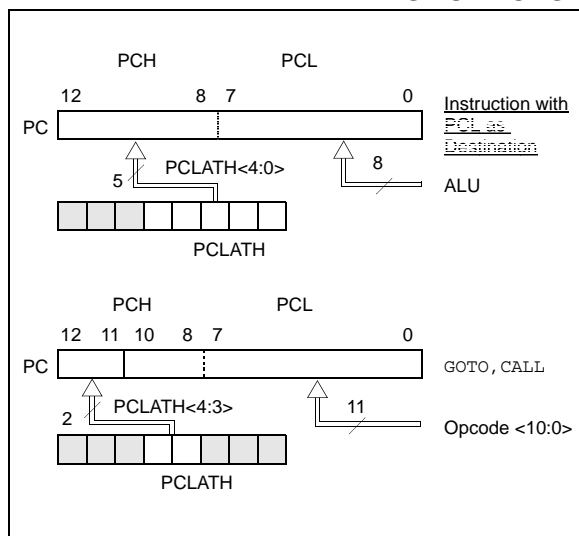 PCH PCL
12 8 7 0
Instruction with
PCL as
Destination
PC
5 PCLATH<4:0> 8
ALU
PCLATH
PCH PCL
12 11 10 8 7 0
PC GOTO,CALL
2 PCLATH<4:3> 11
Opcode <10:0>
PCLATH